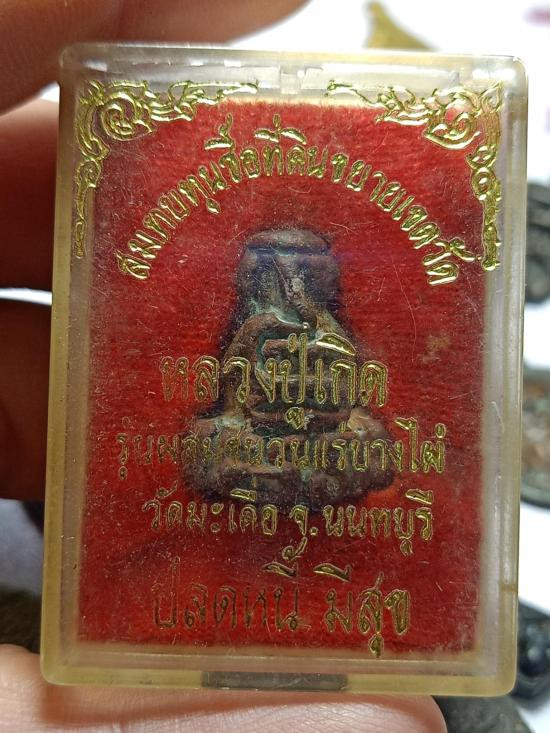 สมทบทุนซื้อที่ดินขยายเขตวัด
หลวงปู่เกิด
รุ่นผสมชนวนแร่บางไผ่
วัดมะเดื่อ จ.นนทบุรี
ปลดหนี้ มีสุข